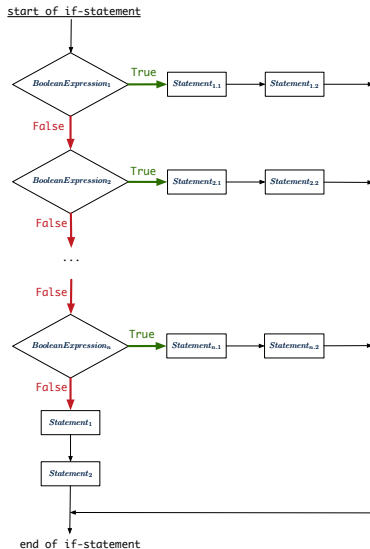 start of if-statement
True
BooleanExpression₁ Statement₁.₁ Statement₁.₂
False
True
BooleanExpression₂ Statement₂.₁ Statement₂.₂
False
...
False
True
BooleanExpressionₙ Statementₙ.₁ Statementₙ.₂
False
Statement₁
Statement₂
end of if-statement